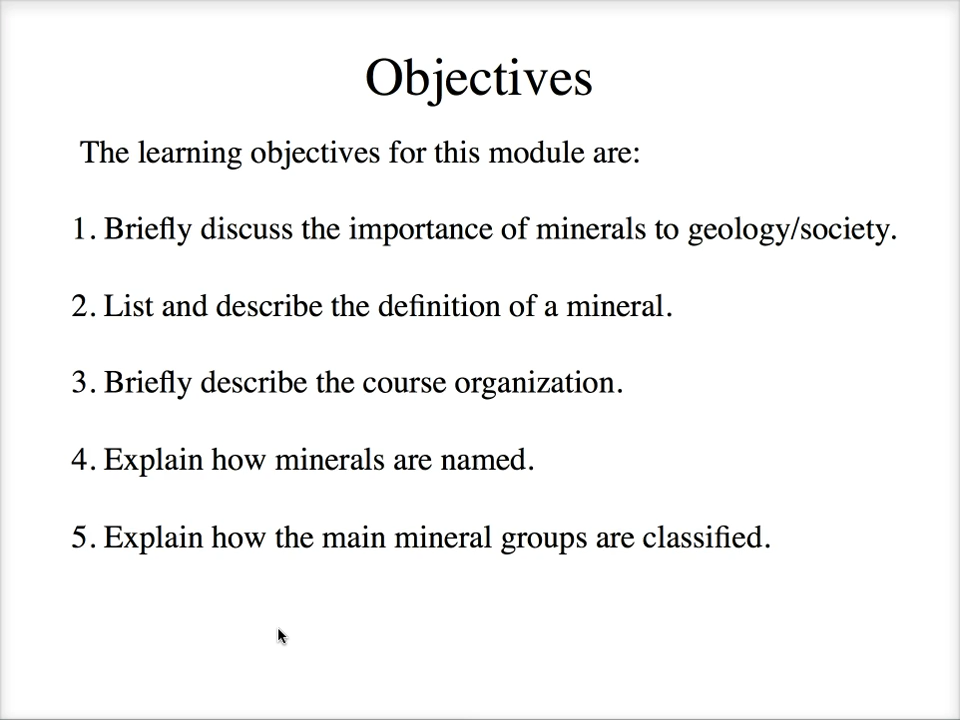 Objectives
The learning objectives for this module are:
1. Briefly discuss the importance of minerals to geology/society.
2. List and describe the definition of a mineral.
3. Briefly describe the course organization.
4. Explain how minerals are named.
5. Explain how the main mineral groups are classified.